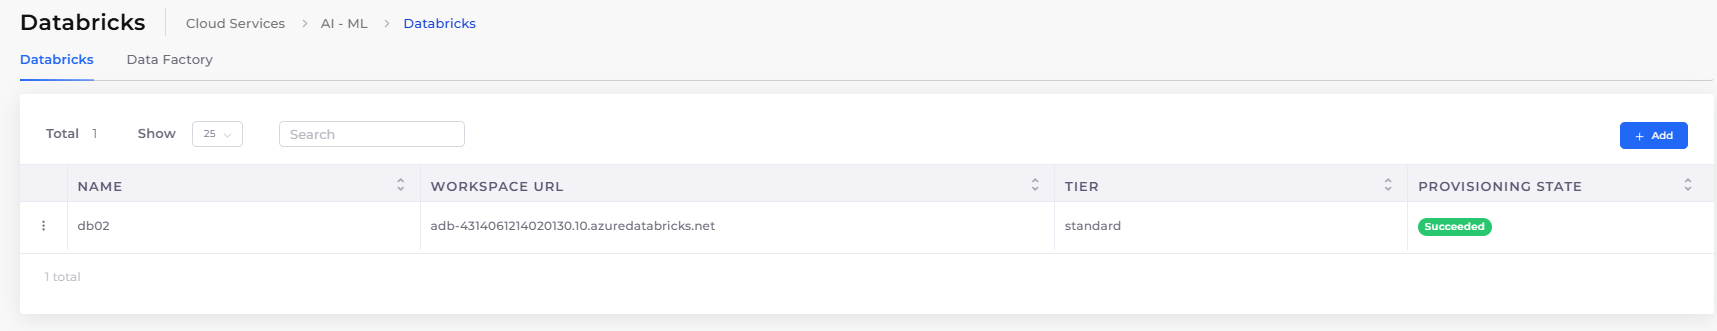 Databricks Cloud Services > AI - ML > Databricks
Databricks Data Factory
Total 1 Show 25 Search + Add
NAME WORKSPACE URL TIER PROVISIONING STATE
db02 adb-4314061214020130.10.azuredatabricks.net standard Succeeded
1 total